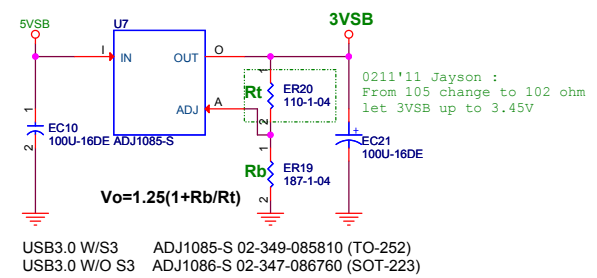 5VSB
U7
3VSB
I
IN
OUT
O
ADJ
A
1
2
EC10
100U-16DE
ADJ1085-S
Rt
1
2
ER20
110-1-04
Rb
1
2
ER19
187-1-04
+
EC21
100U-16DE
0211'11 Jayson :
From 105 change to 102 ohm
let 3VSB up to 3.45V
Vo=1.25(1+Rb/Rt)
USB3.0 W/S3 ADJ1085-S 02-349-085810 (TO-252)
USB3.0 W/O S3 ADJ1086-S 02-347-086760 (SOT-223)